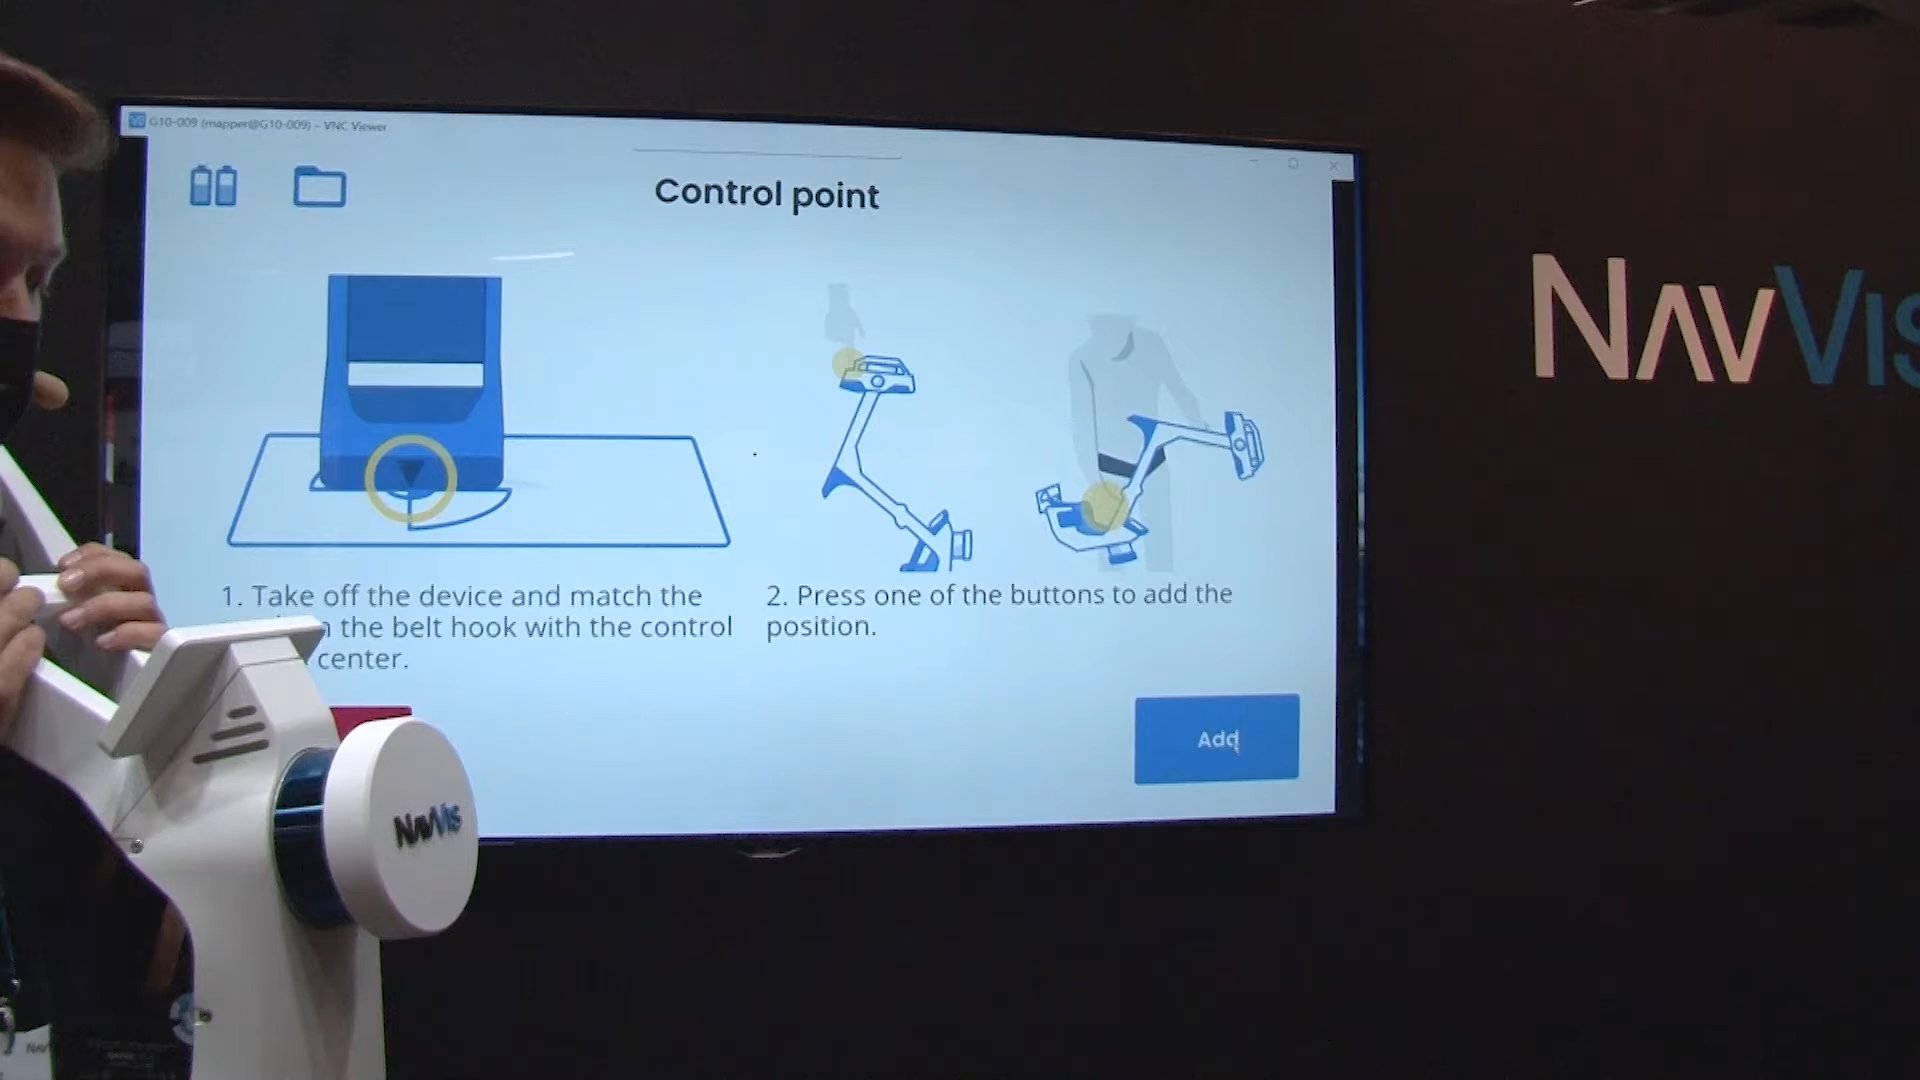 G10-009 (mapper@G10-009) – VNC Viewer
Control point
NAVVIS
1. Take off the device and match the
the belt hook with the control
center.
2. Press one of the buttons to add the
position.
Add
NAVVIS